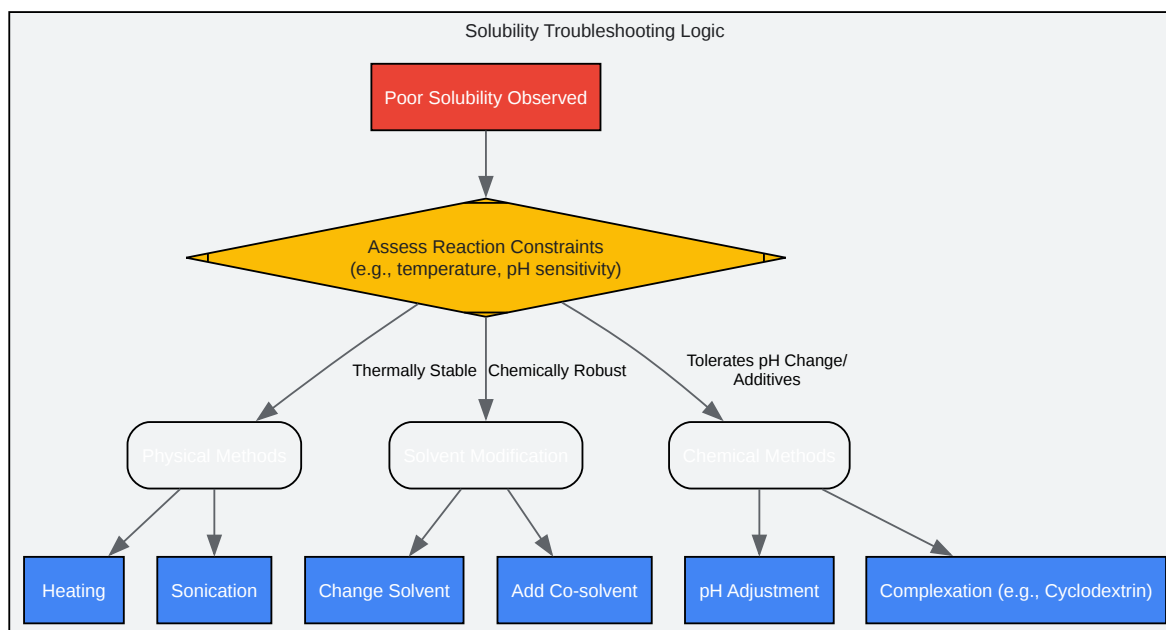 Solubility Troubleshooting Logic
Poor Solubility Observed
Assess Reaction Constraints
(e.g., temperature, pH sensitivity)
Thermally Stable
Chemically Robust
Tolerates pH Change/
Additives
Physical Methods
Solvent Modification
Chemical Methods
Heating
Sonication
Change Solvent
Add Co-solvent
pH Adjustment
Complexation (e.g., Cyclodextrin)